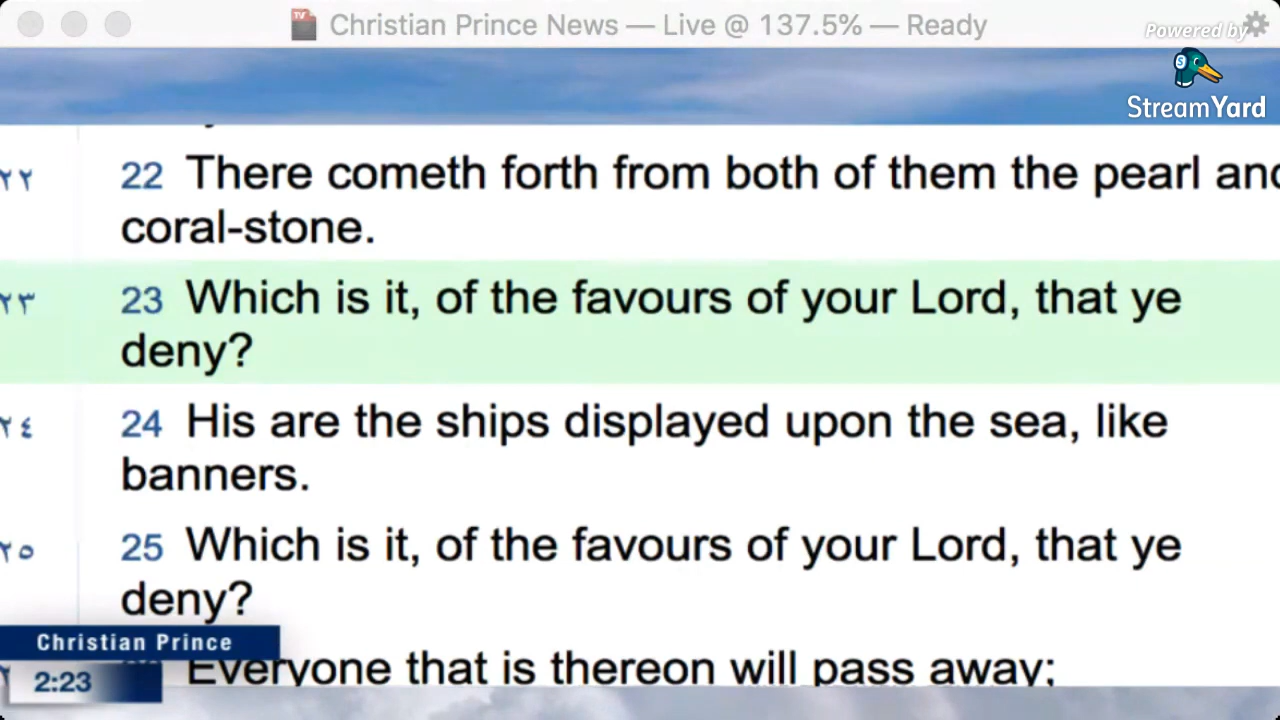 Christian Prince News — Live @ 137.5% — Ready
Powered by
StreamYard
٢٢ 22 There cometh forth from both of them the pearl and
coral-stone.
٢٣ 23 Which is it, of the favours of your Lord, that ye
deny?
٢٤ 24 His are the ships displayed upon the sea, like
banners.
٢٥ 25 Which is it, of the favours of your Lord, that ye
deny?
Christian Prince
Everyone that is thereon will pass away;
2:23